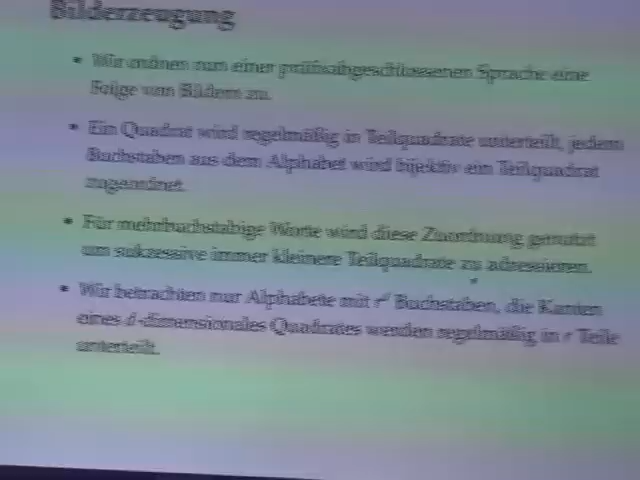 Bilderzeugung
• Wir ordnen nun einer präfixabgeschlossenen Sprache eine
Folge von Bildern zu.
• Ein Quadrat wird regelmäßig in Teilquadrate unterteilt, jedem
Buchstaben aus dem Alphabet wird bijektiv ein Teilquadrat
zugeordnet.
• Für mehrbuchstabige Worte wird diese Zuordnung genutzt
um sukzessive immer kleinere Teilquadrate zu adressieren.
• Wir betrachten nur Alphabete mit Buchstaben, die Kanten
eines d-dimensionales Quadrates werden regelmäßig in r Teile
unterteilt.